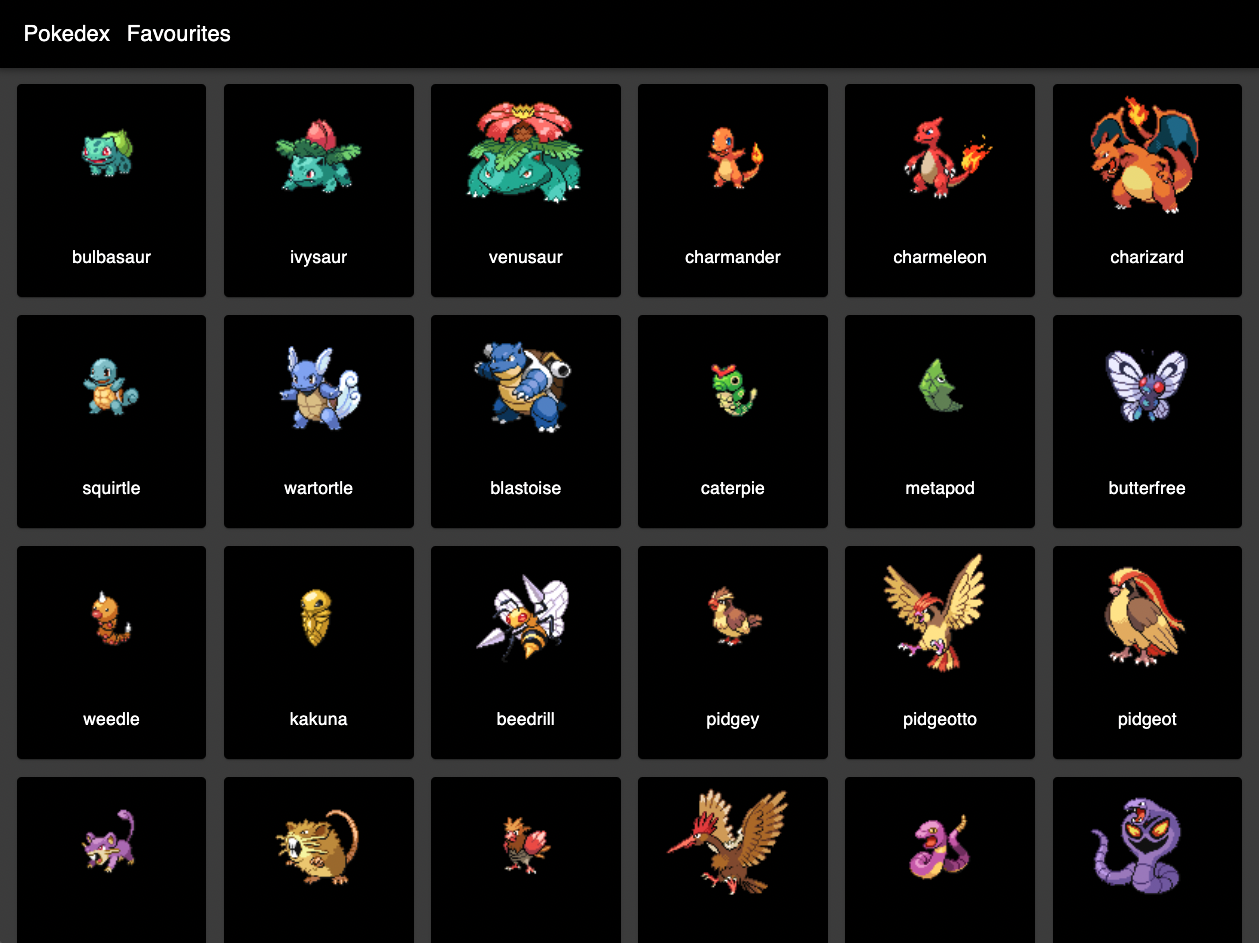 Pokedex Favourites
bulbasaur ivysaur venusaur charmander charmeleon charizard
squirtle wartortle blastoise caterpie metapod butterfree
weedle kakuna beedrill pidgey pidgeotto pidgeot